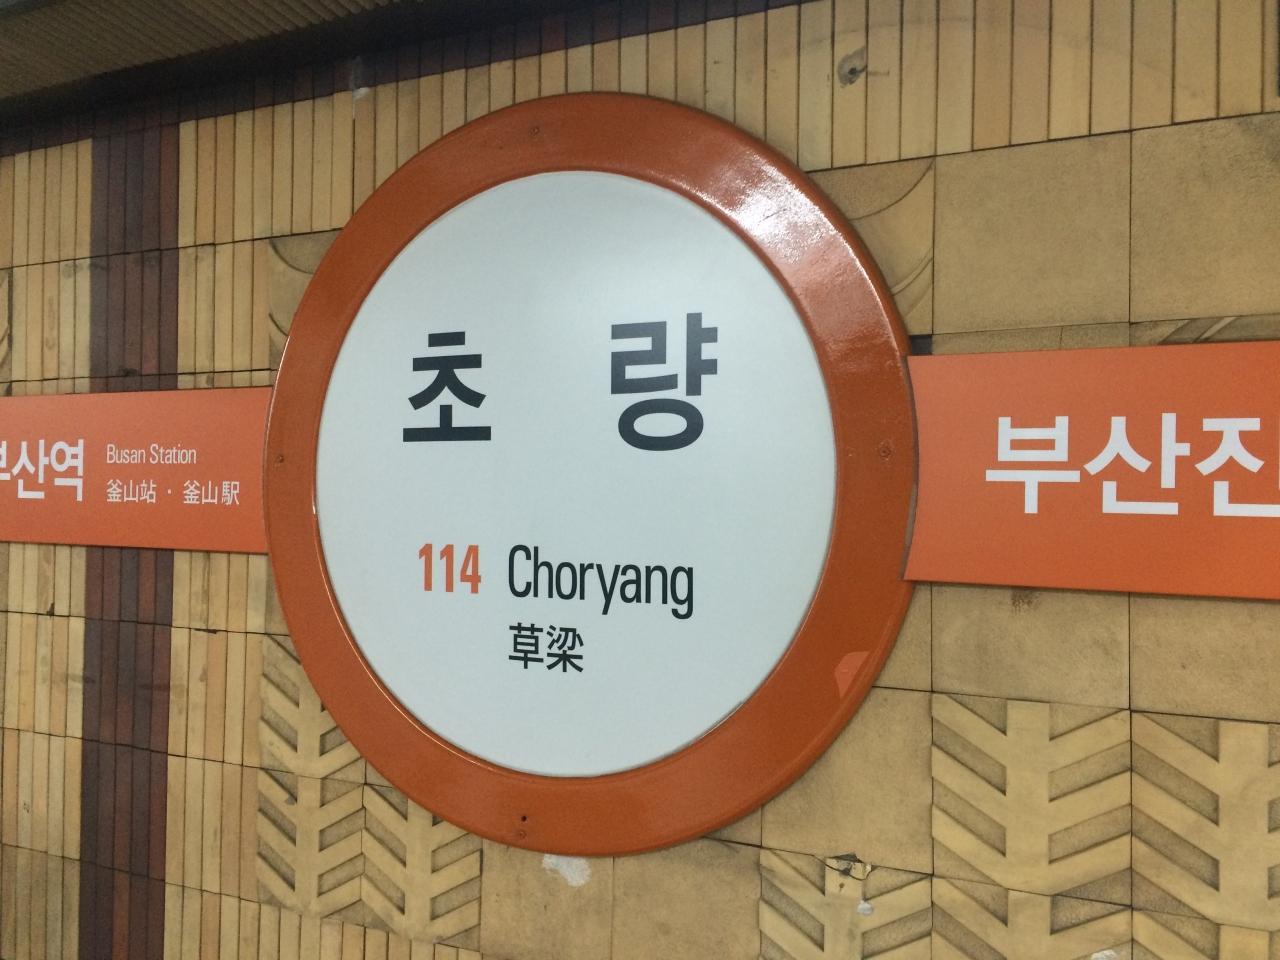 부산역
Busan Station
釜山站 · 釜山駅
초 량
114 Choryang
草梁
부산진